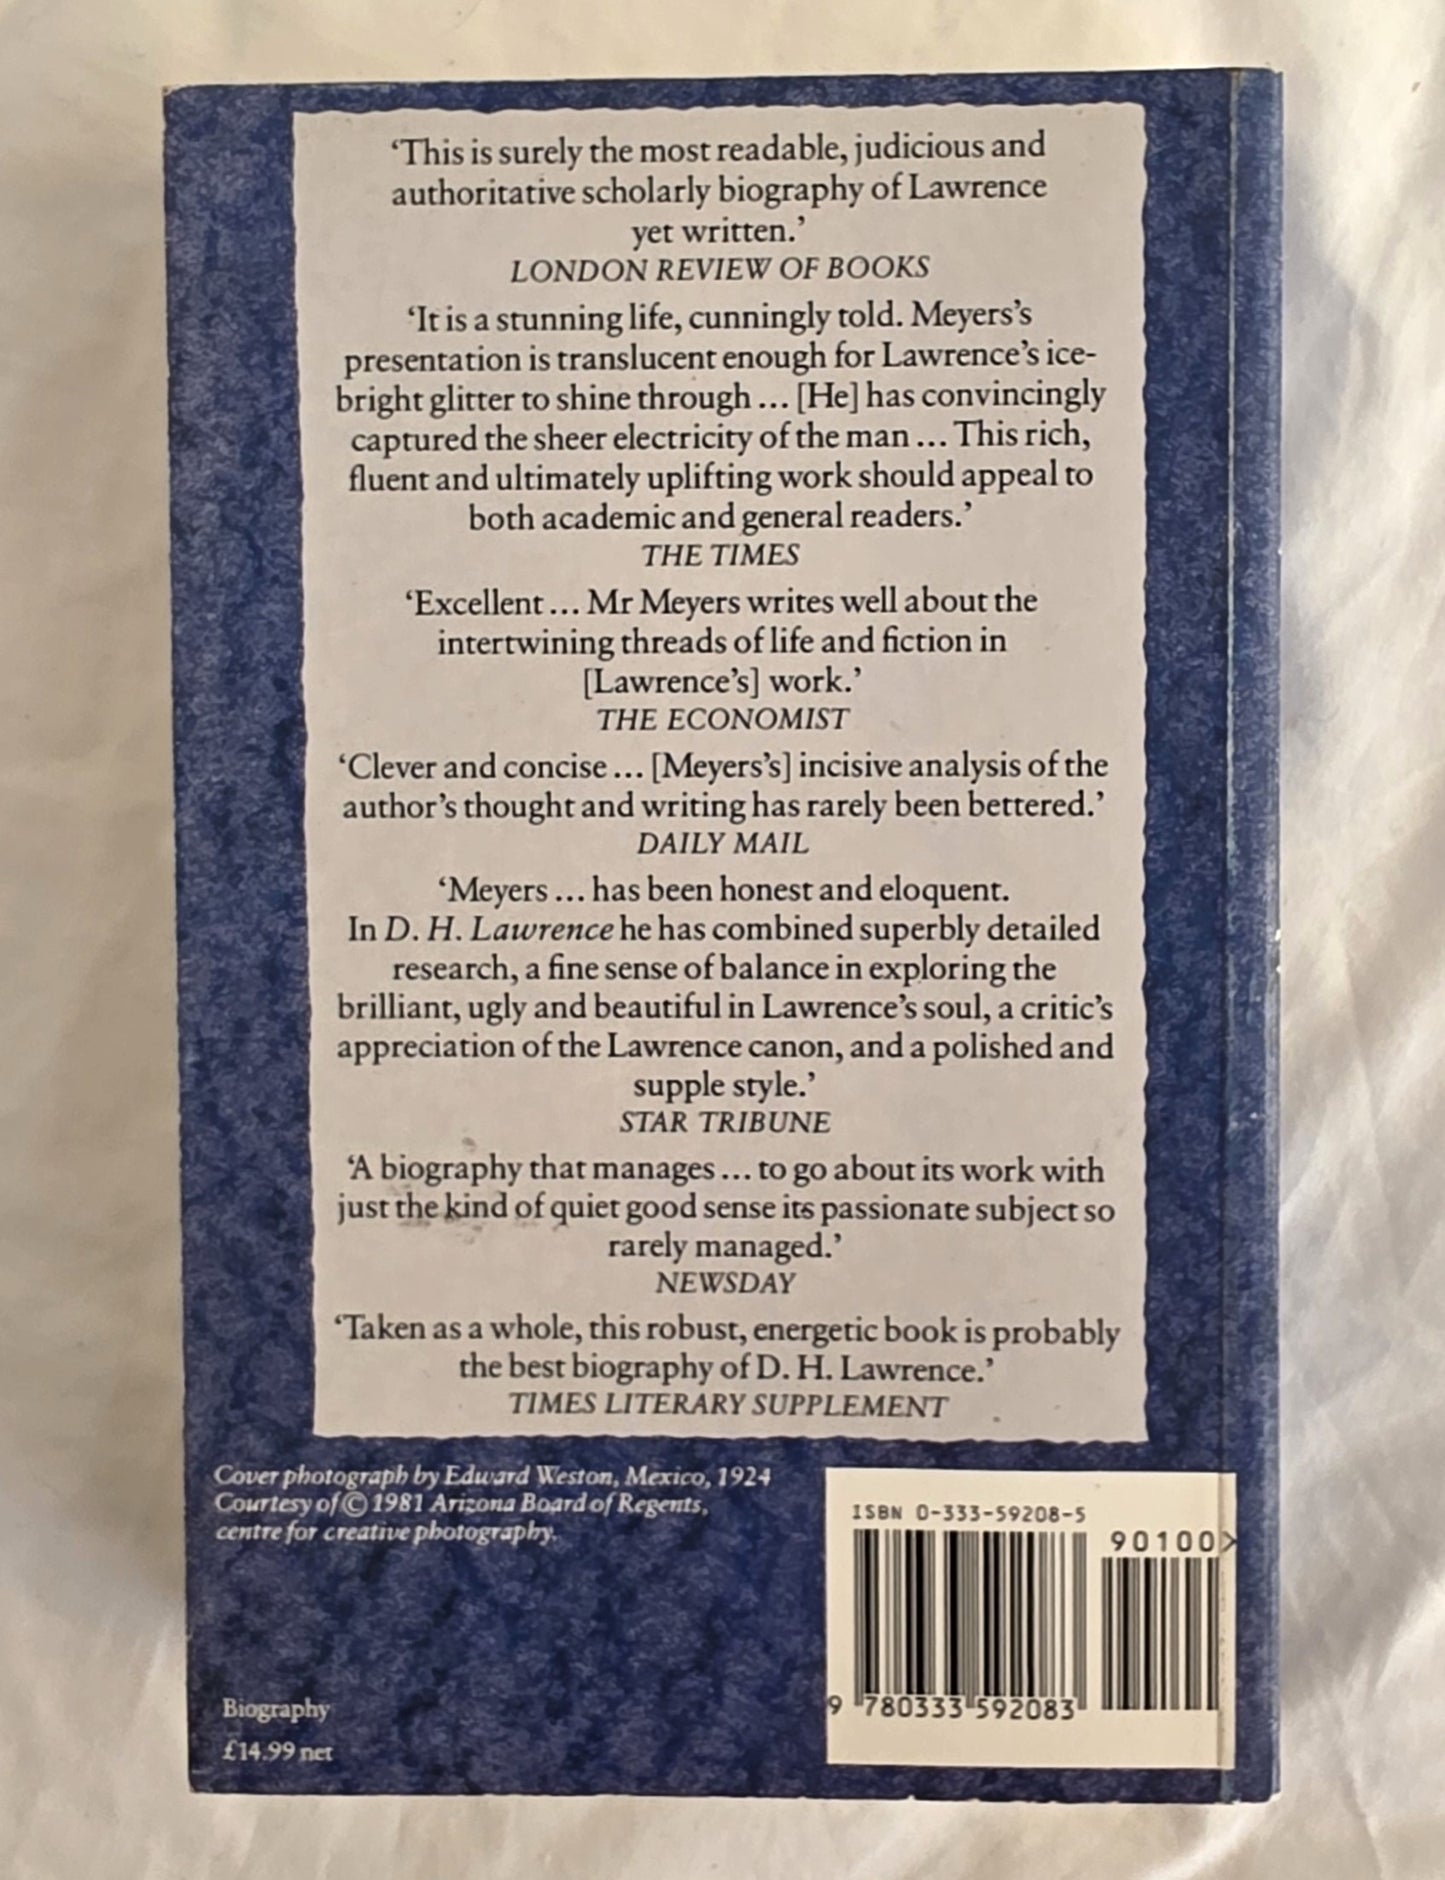 ‘This is surely the most readable, judicious and
authoritative scholarly biography of Lawrence
yet written.’
LONDON REVIEW OF BOOKS
‘It is a stunning life, cunningly told. Meyers’s
presentation is translucent enough for Lawrence’s ice-
bright glitter to shine through ... [He] has convincingly
captured the sheer electricity of the man ... This rich,
fluent and ultimately uplifting work should appeal to
both academic and general readers.’
THE TIMES
‘Excellent ... Mr Meyers writes well about the
intertwining threads of life and fiction in
[Lawrence’s] work.’
THE ECONOMIST
‘Clever and concise ... [Meyers’s] incisive analysis of the
author’s thought and writing has rarely been bettered.’
DAILY MAIL
‘Meyers ... has been honest and eloquent.
In D. H. Lawrence he has combined superbly detailed
research, a fine sense of balance in exploring the
brilliant, ugly and beautiful in Lawrence’s soul, a critic’s
appreciation of the Lawrence canon, and a polished and
supple style.’
STAR TRIBUNE
‘A biography that manages ... to go about its work with
just the kind of quiet good sense its passionate subject so
rarely managed.’
NEWSDAY
‘Taken as a whole, this robust, energetic book is probably
the best biography of D. H. Lawrence.’
TIMES LITERARY SUPPLEMENT
Cover photograph by Edward Weston, Mexico, 1924
Courtesy of © 1981 Arizona Board of Regents,
centre for creative photography.
ISBN 0-333-59208-5
90100>
9 780333 592083
Biography
£14.99 net